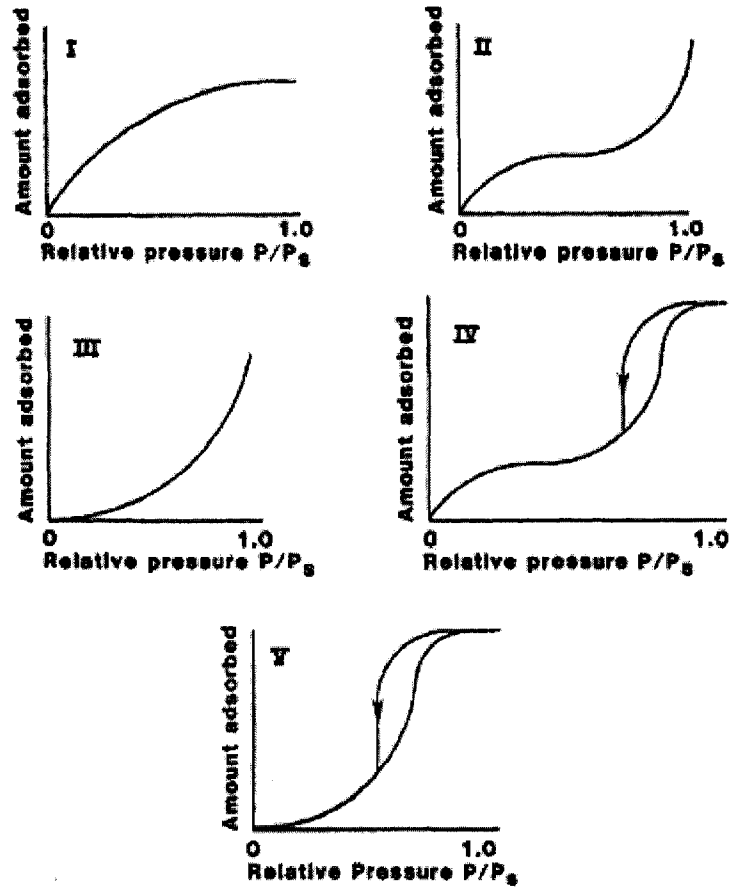 I
Amount adsorbed
0 1.0
Relative pressure P/Ps
II
Amount adsorbed
0 1.0
Relative pressure P/Ps
III
Amount adsorbed
0 1.0
Relative pressure P/Ps
IV
Amount adsorbed
0 1.0
Relative pressure P/Ps
V
Amount adsorbed
0 1.0
Relative Pressure P/Ps